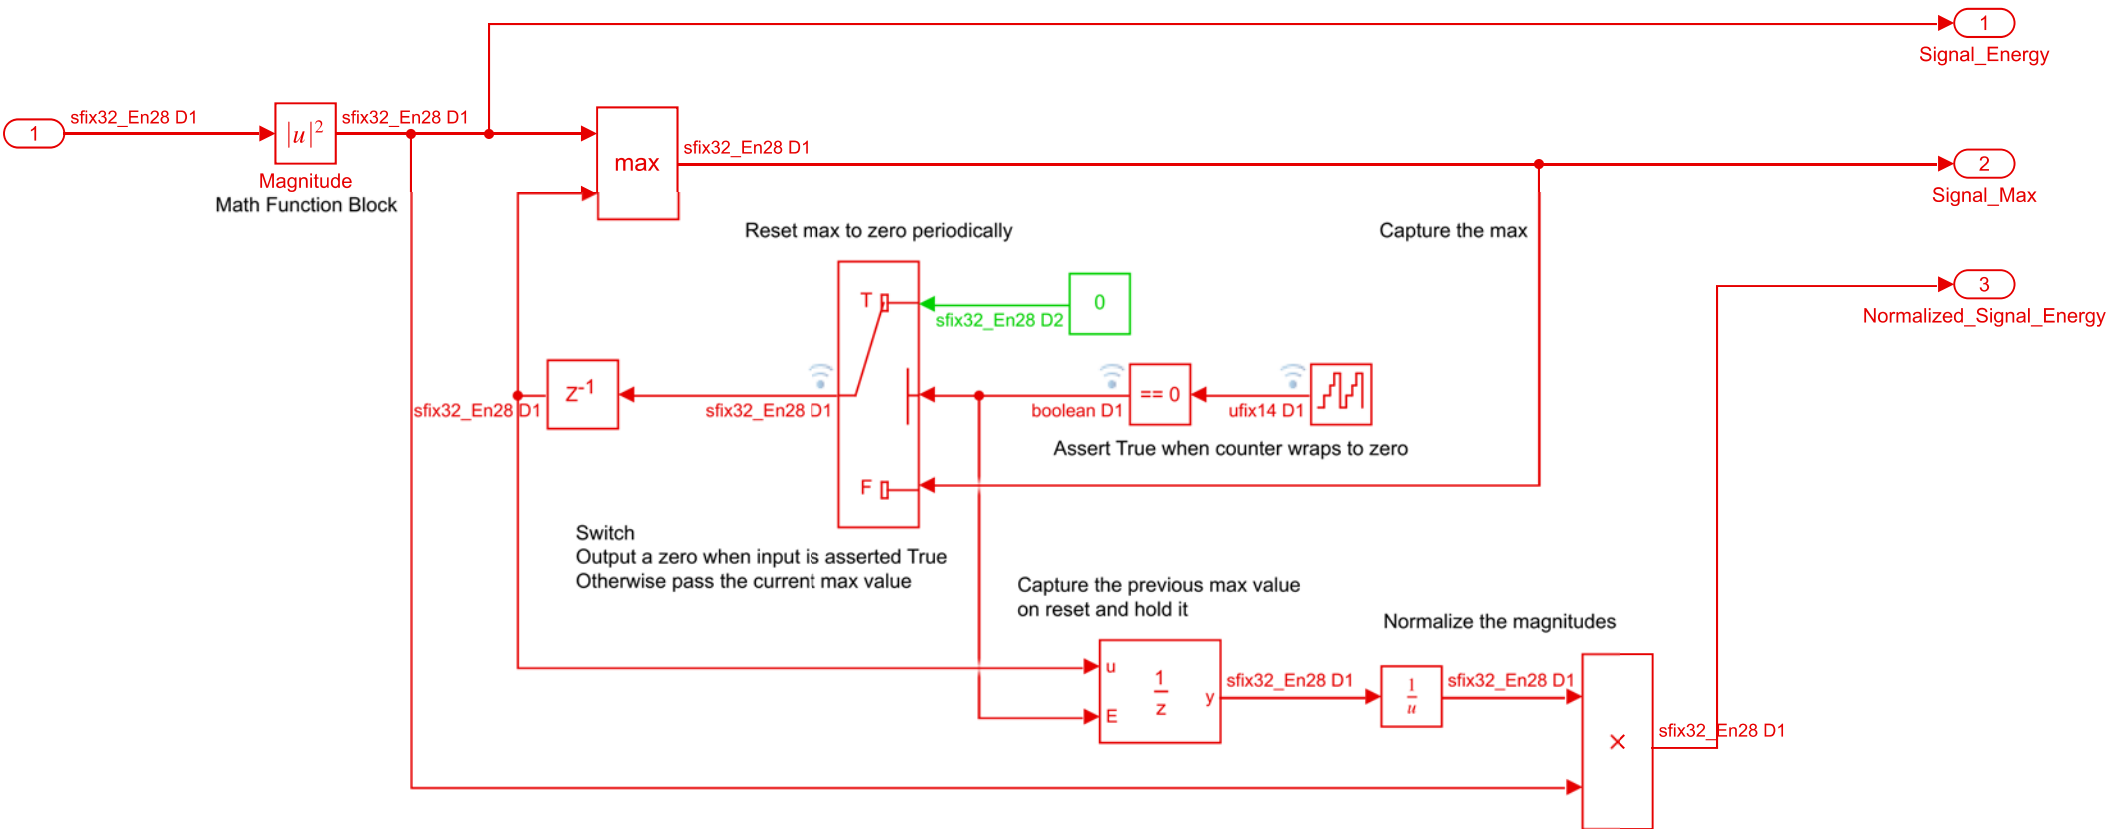 1
Signal_Energy
1
sfix32_En28 D1
|u|²
sfix32_En28 D1
Magnitude
Math Function Block
max
sfix32_En28 D1
2
Signal_Max
Reset max to zero periodically
Capture the max
T
0
sfix32_En28 D2
3
Normalized_Signal_Energy
sfix32_En28 D1
z-1
sfix32_En28 D1
boolean D1
== 0
ufix14 D1
Assert True when counter wraps to zero
F
Switch
Output a zero when input is asserted True
Otherwise pass the current max value
Capture the previous max value
on reset and hold it
Normalize the magnitudes
u
E
1
z
y
sfix32_En28 D1
1
u
sfix32_En28 D1
×
sfix32_En28 D1